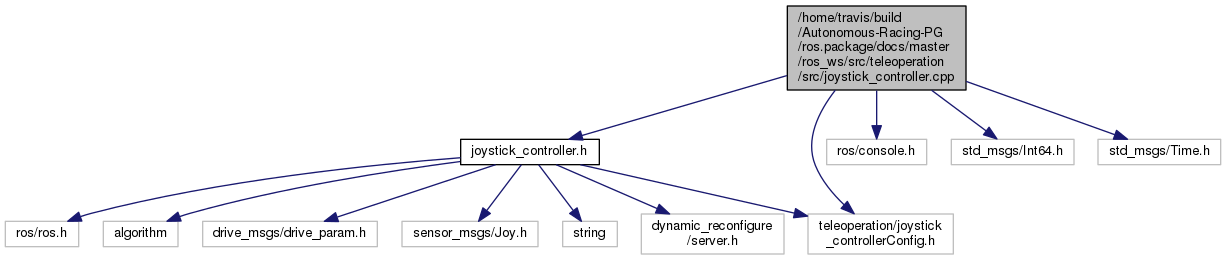 /home/travis/build
/Autonomous-Racing-PG
/ros.package/docs/master
/ros_ws/src/teleoperation
/src/joystick_controller.cpp
joystick_controller.h
ros/console.h
std_msgs/Int64.h
std_msgs/Time.h
ros/ros.h
algorithm
drive_msgs/drive_param.h
sensor_msgs/Joy.h
string
dynamic_reconfigure
/server.h
teleoperation/joystick
_controllerConfig.h